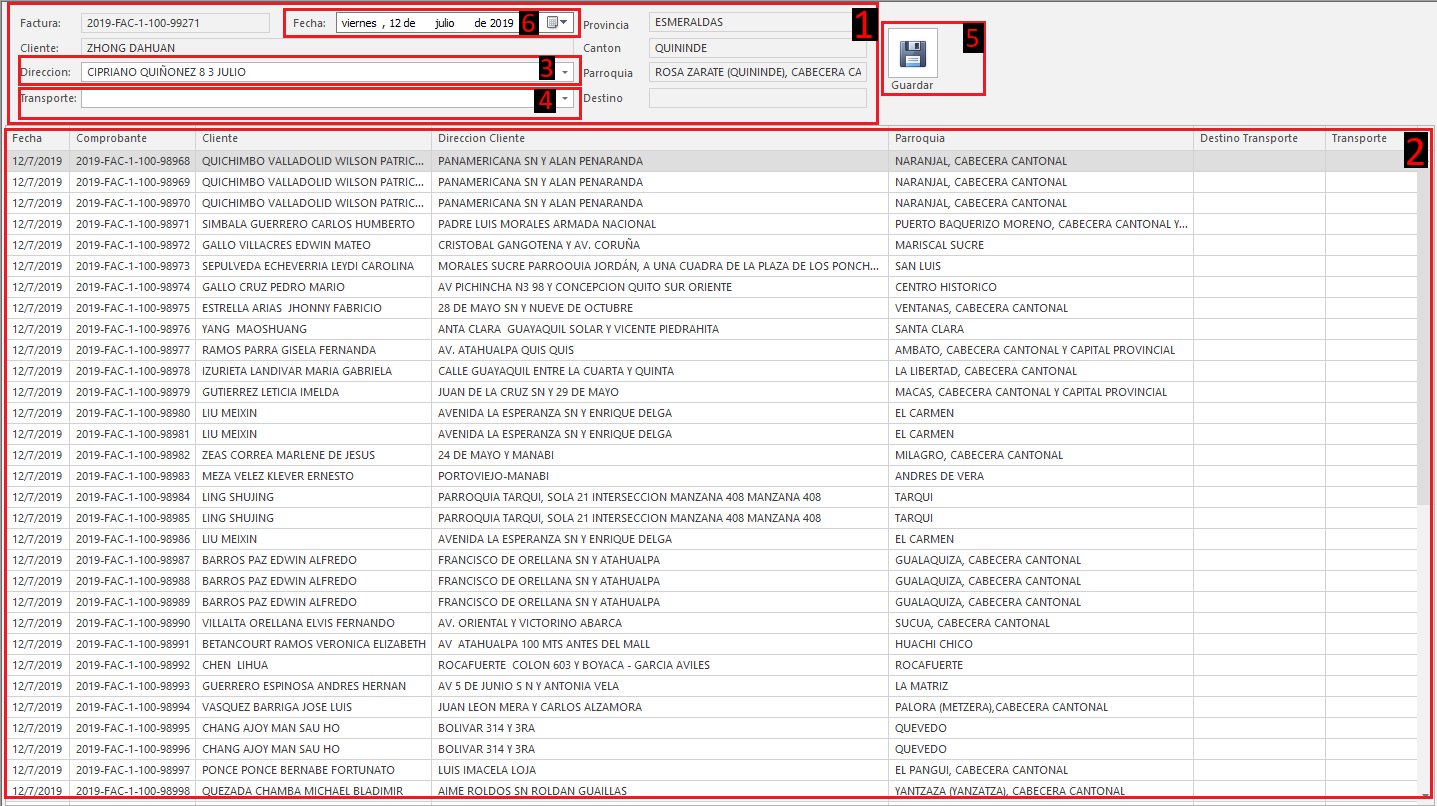 Factura: 2019-FAC-1-100-99271 Fecha: viernes , 12 de julio de 2019 6 Provincia ESMERALDAS 1
Cliente: ZHONG DAHUAN Canton QUININDE 5
Direccion: CIPRIANO QUIÑONEZ 8 3 JULIO 3 Parroquia ROSA ZARATE (QUININDE), CABECERA CA
Guardar
Transporte: 4 Destino
Fecha Comprobante Cliente Direccion Cliente Parroquia Destino Transporte Transporte 2
12/7/2019 2019-FAC-1-100-98968 QUICHIMBO VALLADOLID WILSON PATRIC... PANAMERICANA SN Y ALAN PENARANDA NARANJAL, CABECERA CANTONAL
12/7/2019 2019-FAC-1-100-98969 QUICHIMBO VALLADOLID WILSON PATRIC... PANAMERICANA SN Y ALAN PENARANDA NARANJAL, CABECERA CANTONAL
12/7/2019 2019-FAC-1-100-98970 QUICHIMBO VALLADOLID WILSON PATRIC... PANAMERICANA SN Y ALAN PENARANDA NARANJAL, CABECERA CANTONAL
12/7/2019 2019-FAC-1-100-98971 SIMBALA GUERRERO CARLOS HUMBERTO PADRE LUIS MORALES ARMADA NACIONAL PUERTO BAQUERIZO MORENO, CABECERA CANTONAL Y...
12/7/2019 2019-FAC-1-100-98972 GALLO VILLACRES EDWIN MATEO CRISTOBAL GANGOTENA Y AV. CORUÑA MARISCAL SUCRE
12/7/2019 2019-FAC-1-100-98973 SEPULVEDA ECHEVERRIA LEYDI CAROLINA MORALES SUCRE PARROOUIA JORDÁN, A UNA CUADRA DE LA PLAZA DE LOS PONCH... SAN LUIS
12/7/2019 2019-FAC-1-100-98974 GALLO CRUZ PEDRO MARIO AV PICHINCHA N3 98 Y CONCEPCION QUITO SUR ORIENTE CENTRO HISTORICO
12/7/2019 2019-FAC-1-100-98975 ESTRELLA ARIAS JHONNY FABRICIO 28 DE MAYO SN Y NUEVE DE OCTUBRE VENTANAS, CABECERA CANTONAL
12/7/2019 2019-FAC-1-100-98976 YANG MAOSHUANG ANTA CLARA GUAYAQUIL SOLAR Y VICENTE PIEDRAHITA SANTA CLARA
12/7/2019 2019-FAC-1-100-98977 RAMOS PARRA GISELA FERNANDA AV. ATAHUALPA QUIS QUIS AMBATO, CABECERA CANTONAL Y CAPITAL PROVINCIAL
12/7/2019 2019-FAC-1-100-98978 IZURIETA LANDIVAR MARIA GABRIELA CALLE GUAYAQUIL ENTRE LA CUARTA Y QUINTA LA LIBERTAD, CABECERA CANTONAL
12/7/2019 2019-FAC-1-100-98979 GUTIERREZ LETICIA IMELDA JUAN DE LA CRUZ SN Y 29 DE MAYO MACAS, CABECERA CANTONAL Y CAPITAL PROVINCIAL
12/7/2019 2019-FAC-1-100-98980 LIU MEIXIN AVENIDA LA ESPERANZA SN Y ENRIQUE DELGA EL CARMEN
12/7/2019 2019-FAC-1-100-98981 LIU MEIXIN AVENIDA LA ESPERANZA SN Y ENRIQUE DELGA EL CARMEN
12/7/2019 2019-FAC-1-100-98982 ZEAS CORREA MARLENE DE JESUS 24 DE MAYO Y MANABI MILAGRO, CABECERA CANTONAL
12/7/2019 2019-FAC-1-100-98983 MEZA VELEZ KLEVER ERNESTO PORTOVIEJO-MANABI ANDRES DE VERA
12/7/2019 2019-FAC-1-100-98984 LING SHUJING PARROQUIA TARQUI, SOLA 21 INTERSECCION MANZANA 408 MANZANA 408 TARQUI
12/7/2019 2019-FAC-1-100-98985 LING SHUJING PARROQUIA TARQUI, SOLA 21 INTERSECCION MANZANA 408 MANZANA 408 TARQUI
12/7/2019 2019-FAC-1-100-98986 LIU MEIXIN AVENIDA LA ESPERANZA SN Y ENRIQUE DELGA EL CARMEN
12/7/2019 2019-FAC-1-100-98987 BARROS PAZ EDWIN ALFREDO FRANCISCO DE ORELLANA SN Y ATAHUALPA GUALAQUIZA, CABECERA CANTONAL
12/7/2019 2019-FAC-1-100-98988 BARROS PAZ EDWIN ALFREDO FRANCISCO DE ORELLANA SN Y ATAHUALPA GUALAQUIZA, CABECERA CANTONAL
12/7/2019 2019-FAC-1-100-98989 BARROS PAZ EDWIN ALFREDO FRANCISCO DE ORELLANA SN Y ATAHUALPA GUALAQUIZA, CABECERA CANTONAL
12/7/2019 2019-FAC-1-100-98990 VILLALTA ORELLANA ELVIS FERNANDO AV. ORIENTAL Y VICTORINO ABARCA SUCUA, CABECERA CANTONAL
12/7/2019 2019-FAC-1-100-98991 BETANCOURT RAMOS VERONICA ELIZABETH AV ATAHUALPA 100 MTS ANTES DEL MALL HUACHI CHICO
12/7/2019 2019-FAC-1-100-98992 CHEN LIHUA ROCAFUERTE COLON 603 Y BOYACA - GARCIA AVILES ROCAFUERTE
12/7/2019 2019-FAC-1-100-98993 GUERRERO ESPINOSA ANDRES HERNAN AV 5 DE JUNIO S N Y ANTONIA VELA LA MATRIZ
12/7/2019 2019-FAC-1-100-98994 VASQUEZ BARRIGA JOSE LUIS JUAN LEON MERA Y CARLOS ALZAMORA PALORA (METZERA),CABECERA CANTONAL
12/7/2019 2019-FAC-1-100-98995 CHANG AJOY MAN SAU HO BOLIVAR 314 Y 3RA QUEVEDO
12/7/2019 2019-FAC-1-100-98996 CHANG AJOY MAN SAU HO BOLIVAR 314 Y 3RA QUEVEDO
12/7/2019 2019-FAC-1-100-98997 PONCE PONCE BERNABE FORTUNATO LUIS IMACELA LOJA EL PANGUI, CABECERA CANTONAL
12/7/2019 2019-FAC-1-100-98998 QUEZADA CHAMBA MICHAEL BLADIMIR AIME ROLDOS SN ROLDAN GUAILLAS YANTZAZA (YANZATZA), CABECERA CANTONAL